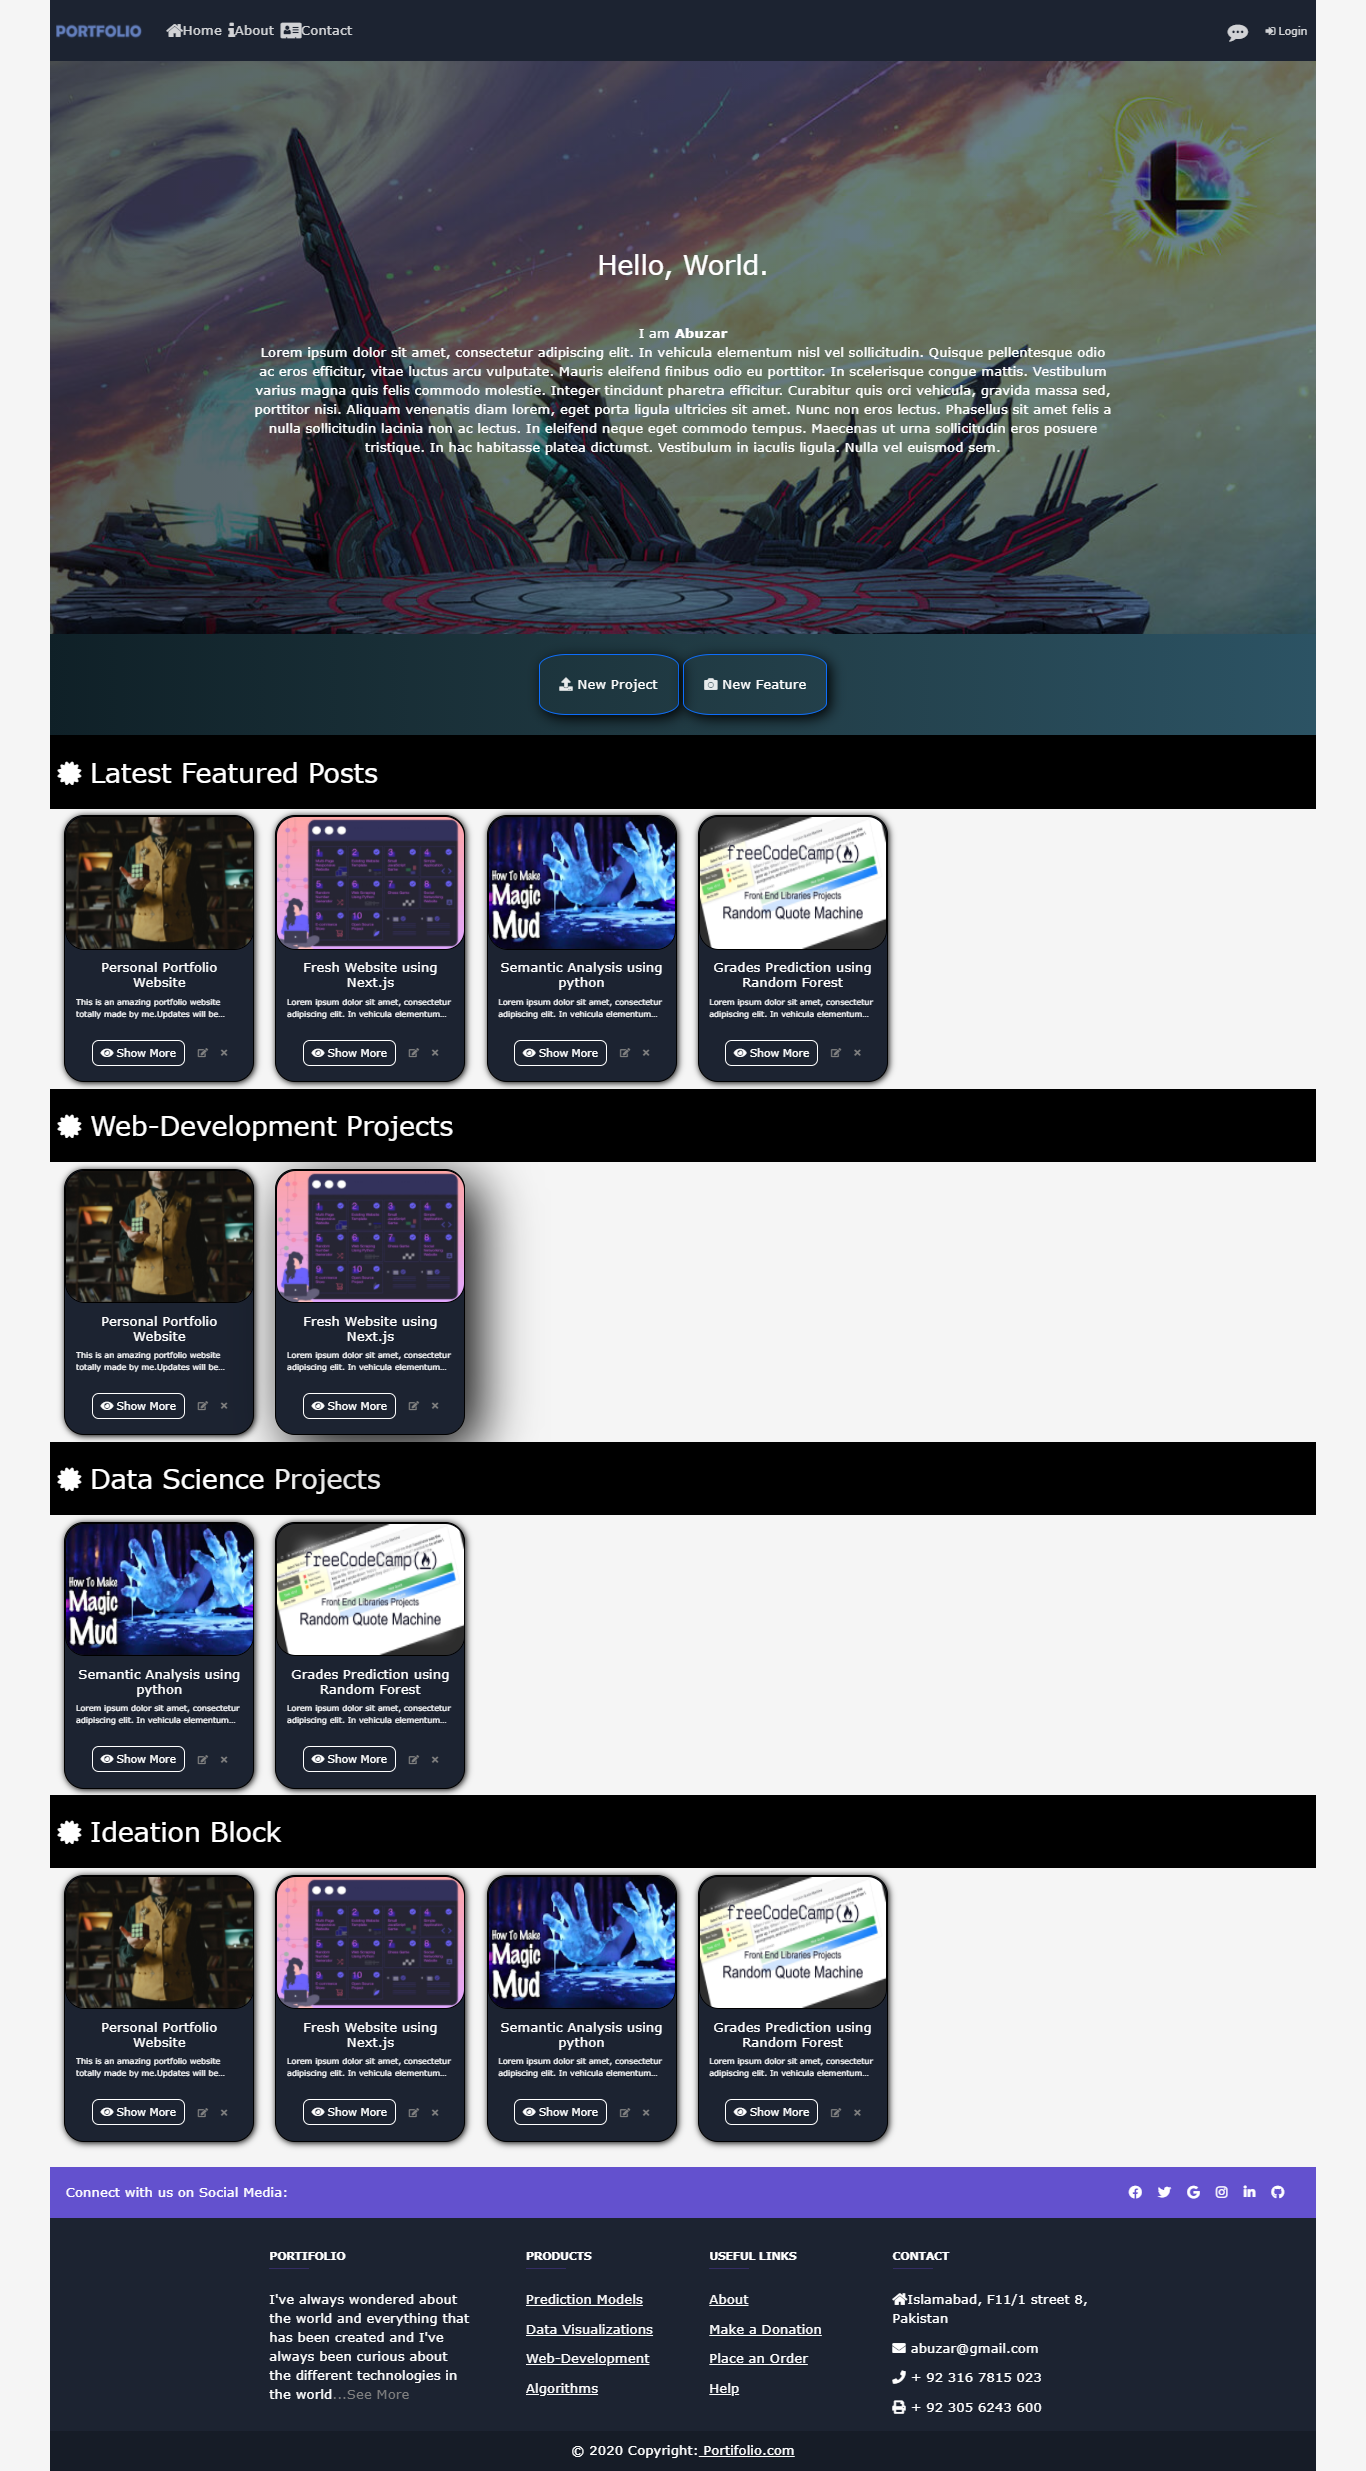 PORTFOLIO Home About Contact Login
Hello, World.
I am Abuzar
Lorem ipsum dolor sit amet, consectetur adipiscing elit. In vehicula elementum nisl vel sollicitudin. Quisque pellentesque odio
ac eros efficitur, vitae luctus arcu vulputate. Mauris eleifend finibus odio eu porttitor. In scelerisque congue mattis. Vestibulum
varius magna quis felis commodo molestie. Integer tincidunt pharetra efficitur. Curabitur quis orci vehicula, gravida massa sed,
porttitor nisi. Aliquam venenatis diam lorem, eget porta ligula ultricies sit amet. Nunc non eros lectus. Phasellus sit amet felis a
nulla sollicitudin lacinia non ac lectus. In eleifend neque eget commodo tempus. Maecenas ut urna sollicitudin eros posuere
tristique. In hac habitasse platea dictumst. Vestibulum in iaculis ligula. Nulla vel euismod sem.
New Project New Feature
Latest Featured Posts
Personal Portfolio
Website
This is an amazing portfolio website
totally made by me.Updates will be...
Show More
Fresh Website using
Next.js
Lorem ipsum dolor sit amet, consectetur
adipiscing elit. In vehicula elementum...
Show More
How To Make
Magic
Mud
Semantic Analysis using
python
Lorem ipsum dolor sit amet, consectetur
adipiscing elit. In vehicula elementum...
Show More
freeCodeCamp
Front End Libraries Projects
Random Quote Machine
Grades Prediction using
Random Forest
Lorem ipsum dolor sit amet, consectetur
adipiscing elit. In vehicula elementum...
Show More
Web-Development Projects
Personal Portfolio
Website
This is an amazing portfolio website
totally made by me.Updates will be...
Show More
Fresh Website using
Next.js
Lorem ipsum dolor sit amet, consectetur
adipiscing elit. In vehicula elementum...
Show More
Data Science Projects
How To Make
Magic
Mud
Semantic Analysis using
python
Lorem ipsum dolor sit amet, consectetur
adipiscing elit. In vehicula elementum...
Show More
freeCodeCamp
Front End Libraries Projects
Random Quote Machine
Grades Prediction using
Random Forest
Lorem ipsum dolor sit amet, consectetur
adipiscing elit. In vehicula elementum...
Show More
Ideation Block
Personal Portfolio
Website
This is an amazing portfolio website
totally made by me.Updates will be...
Show More
Fresh Website using
Next.js
Lorem ipsum dolor sit amet, consectetur
adipiscing elit. In vehicula elementum...
Show More
How To Make
Magic
Mud
Semantic Analysis using
python
Lorem ipsum dolor sit amet, consectetur
adipiscing elit. In vehicula elementum...
Show More
freeCodeCamp
Front End Libraries Projects
Random Quote Machine
Grades Prediction using
Random Forest
Lorem ipsum dolor sit amet, consectetur
adipiscing elit. In vehicula elementum...
Show More
Connect with us on Social Media:
PORTIFOLIO
I've always wondered about
the world and everything that
has been created and I've
always been curious about
the different technologies in
the world...See More
PRODUCTS
Prediction Models
Data Visualizations
Web-Development
Algorithms
USEFUL LINKS
About
Make a Donation
Place an Order
Help
CONTACT
Islamabad, F11/1 street 8,
Pakistan
abuzar@gmail.com
+ 92 316 7815 023
+ 92 305 6243 600
© 2020 Copyright: Portifolio.com